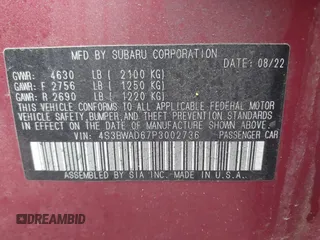 MFD BY SUBARU CORPORATION
DATE: 08/22
GVWR: 4630 LB ( 2100 KG)
GAWR: F 2756 LB ( 1250 KG)
GAWR: R 2690 LB ( 1220 KG)
THIS VEHICLE CONFORMS TO ALL APPLICABLE-FEDERAL MOTOR
VEHICLE SAFETY, BUMPER, AND THEFT PREVENTION STANDARDS
IN EFFECT ON THE DATE OF MANUFACTURE SHOWN ABOVE.
VIN: 4S3BWAD67P3002736 PASSENGER CAR
ASSEMBLED BY SIA INC.-MADE IN U.S.A.
DREAMBID